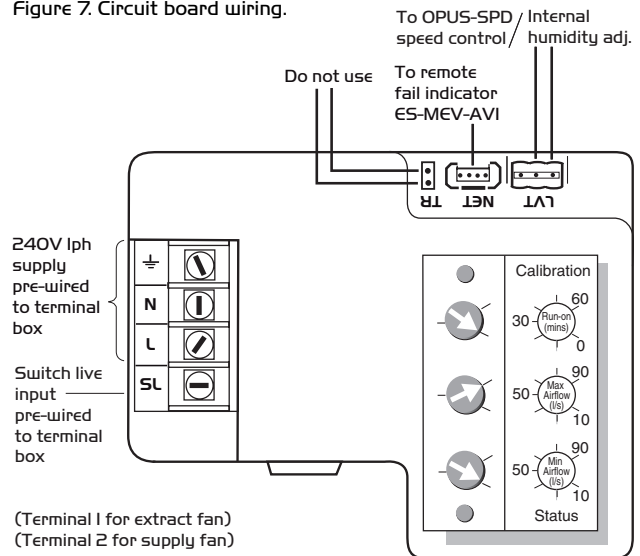 Figure 7. Circuit board wiring.
To OPUS-SPD
speed control/
Internal
humidity adj.
Do not use
To remote
fail indicator
ES-MEV-AVI
TR
NET
LVT
240V 1ph
supply
pre-wired
to terminal
box
N
L
SL
Switch live
input
pre-wired
to terminal
box
Calibration
60
30
Run-on
(mins)
0
90
50
Max
Airflow
(l/s)
10
90
50
Min
Airflow
(l/s)
10
Status
(Terminal 1 for extract fan)
(Terminal 2 for supply fan)